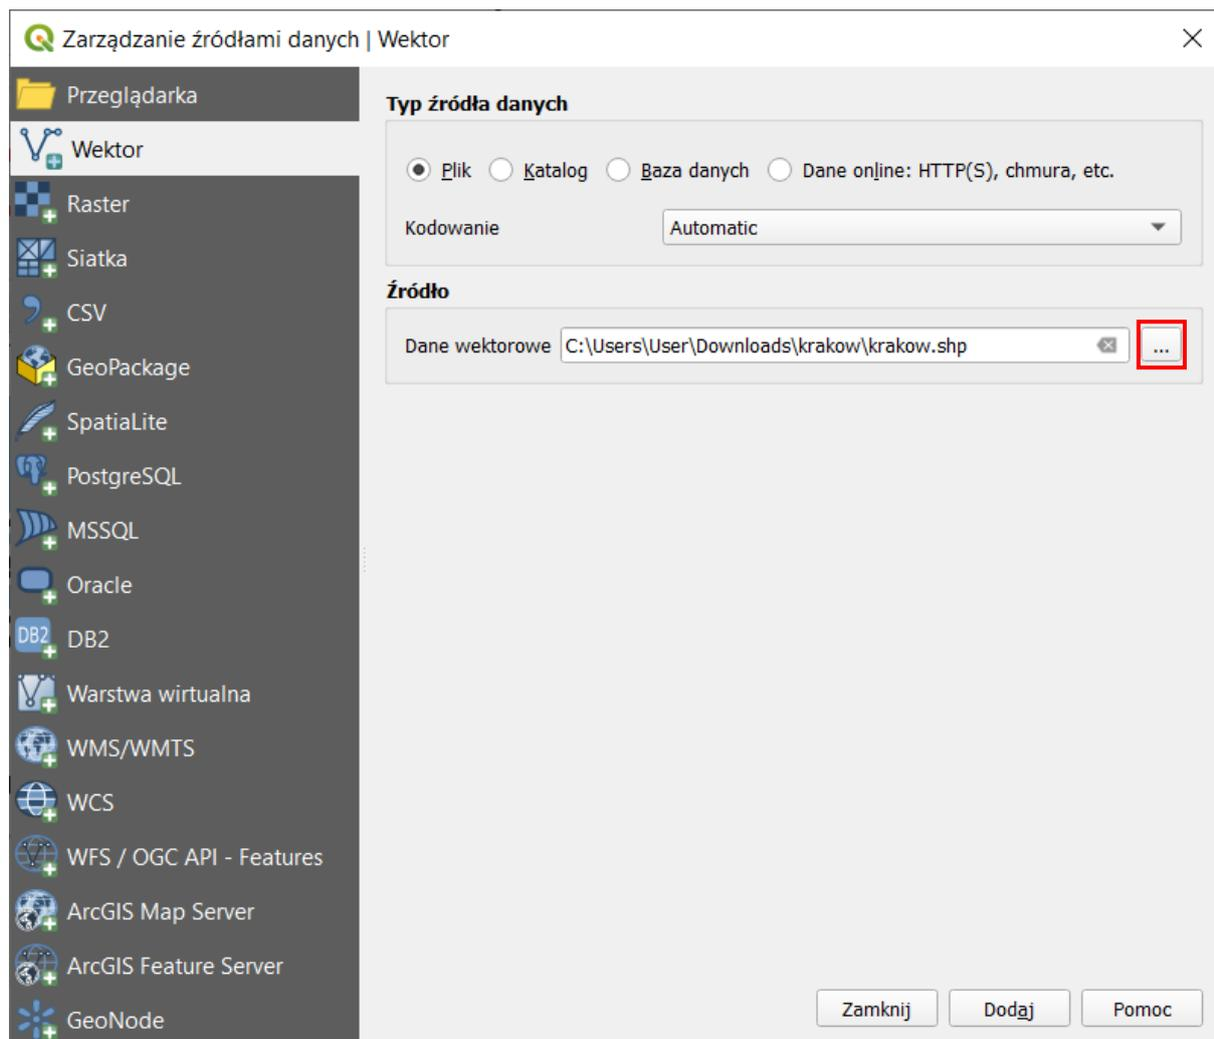 Zarządzanie źródłami danych | Wektor
Przeglądarka
Wektor
Raster
Siatka
CSV
GeoPackage
SpatiaLite
PostgreSQL
MSSQL
Oracle
DB2 DB2
Warstwa wirtualna
WMS/WMTS
WCS
WFS / OGC API - Features
ArcGIS Map Server
ArcGIS Feature Server
GeoNode
Typ źródła danych
Plik Katalog Baza danych Dane online: HTTP(S), chmura, etc.
Kodowanie Automatic
Źródło
Dane wektorowe C:\Users\User\Downloads\krakow\krakow.shp ...
Zamknij Dodaj Pomoc